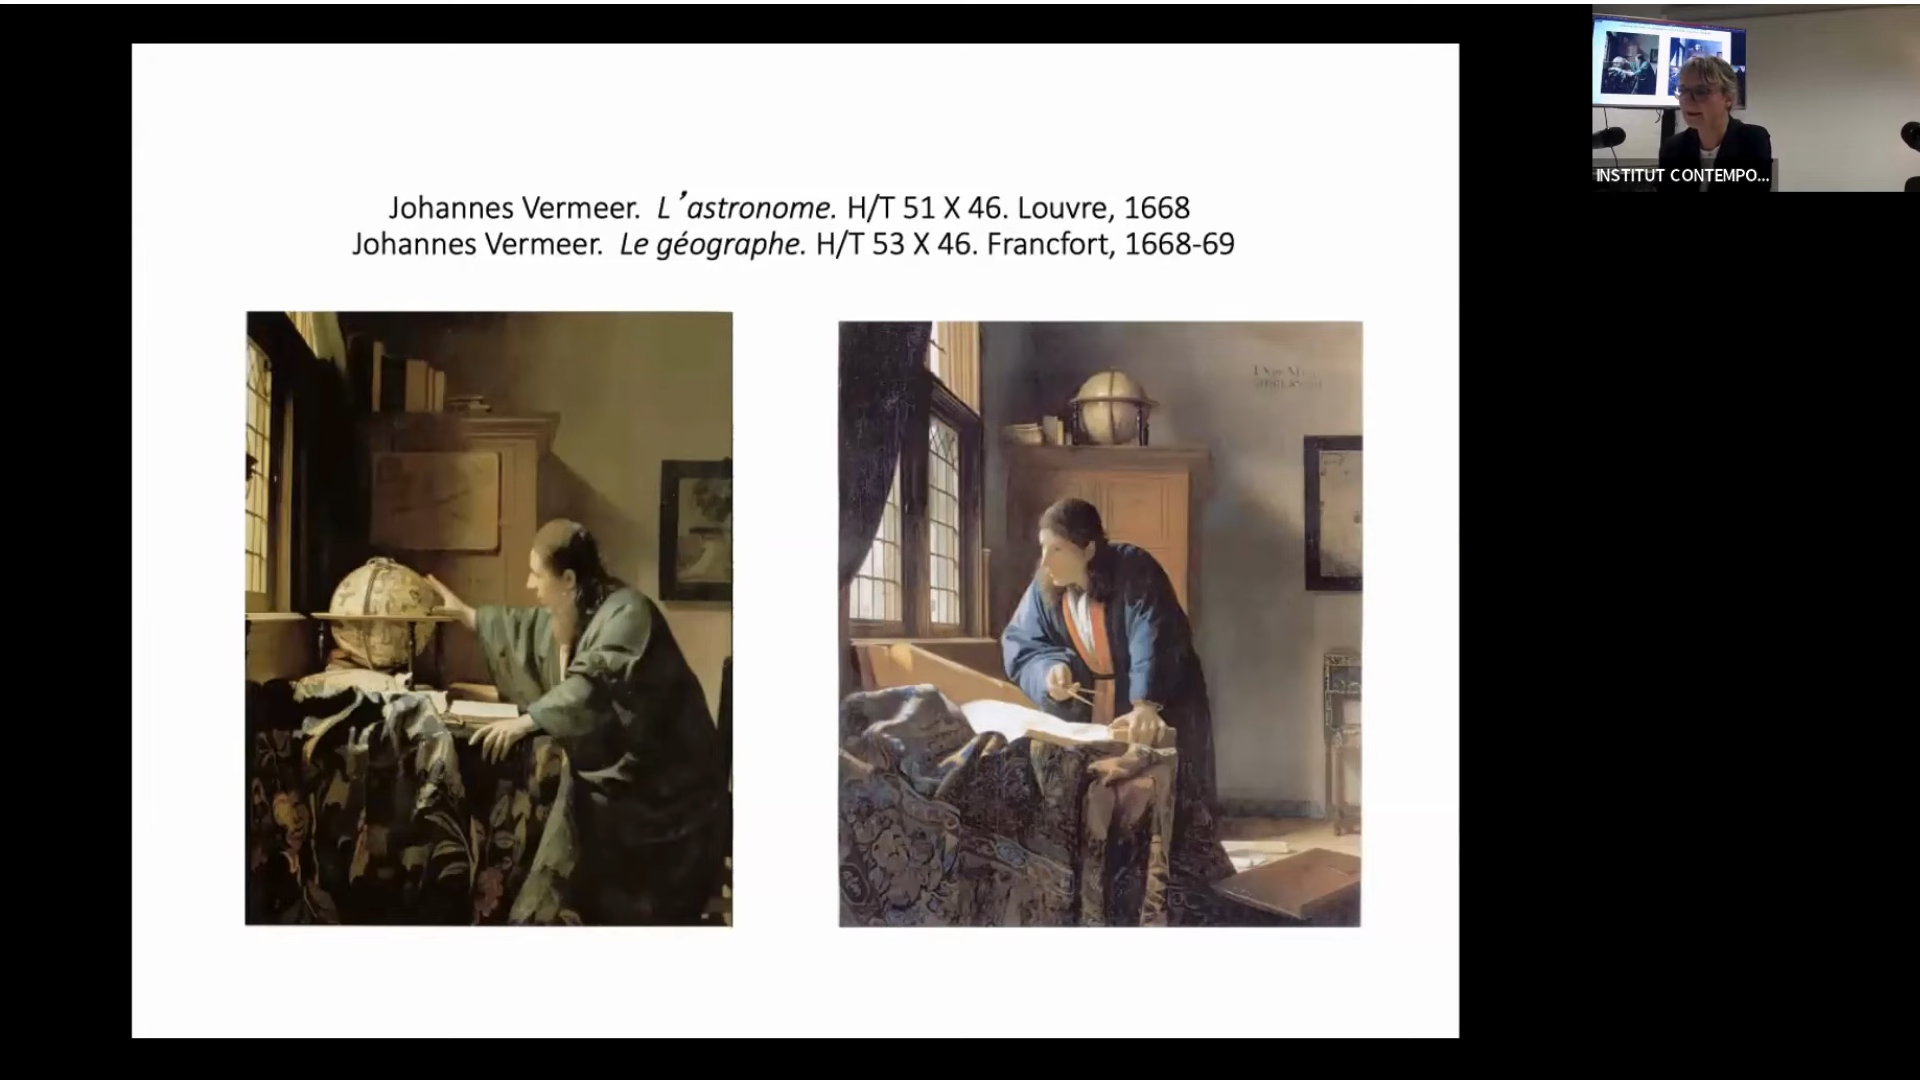 Johannes Vermeer. L'astronome. H/T 51 X 46. Louvre, 1668
Johannes Vermeer. Le géographe. H/T 53 X 46. Francfort, 1668-69
INSTITUT CONTEMPO...